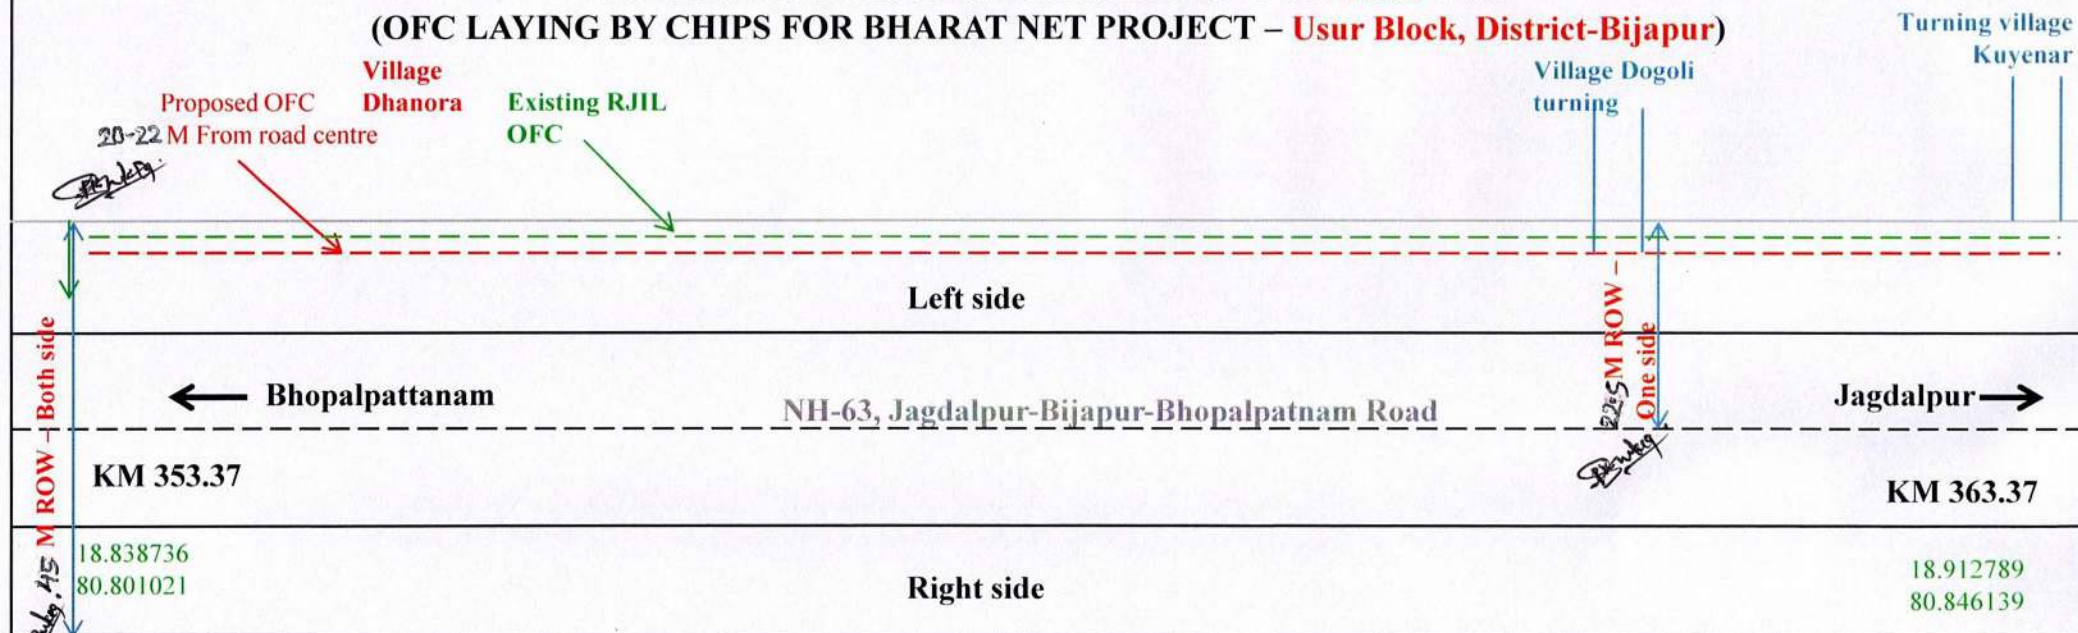 (OFC LAYING BY CHIPS FOR BHARAT NET PROJECT – Usur Block, District-Bijapur)
Turning village
Kuyenar
Village
Dhanora
Village Dogoli
turning
Proposed OFC
20-22 M From road centre
Existing RJIL
OFC
Left side
45 M ROW – Both side
22.5 M ROW –
One side
Bhopalpattanam
NH-63, Jagdalpur-Bijapur-Bhopalpatnam Road
Jagdalpur
KM 353.37
KM 363.37
18.838736
80.801021
Right side
18.912789
80.846139